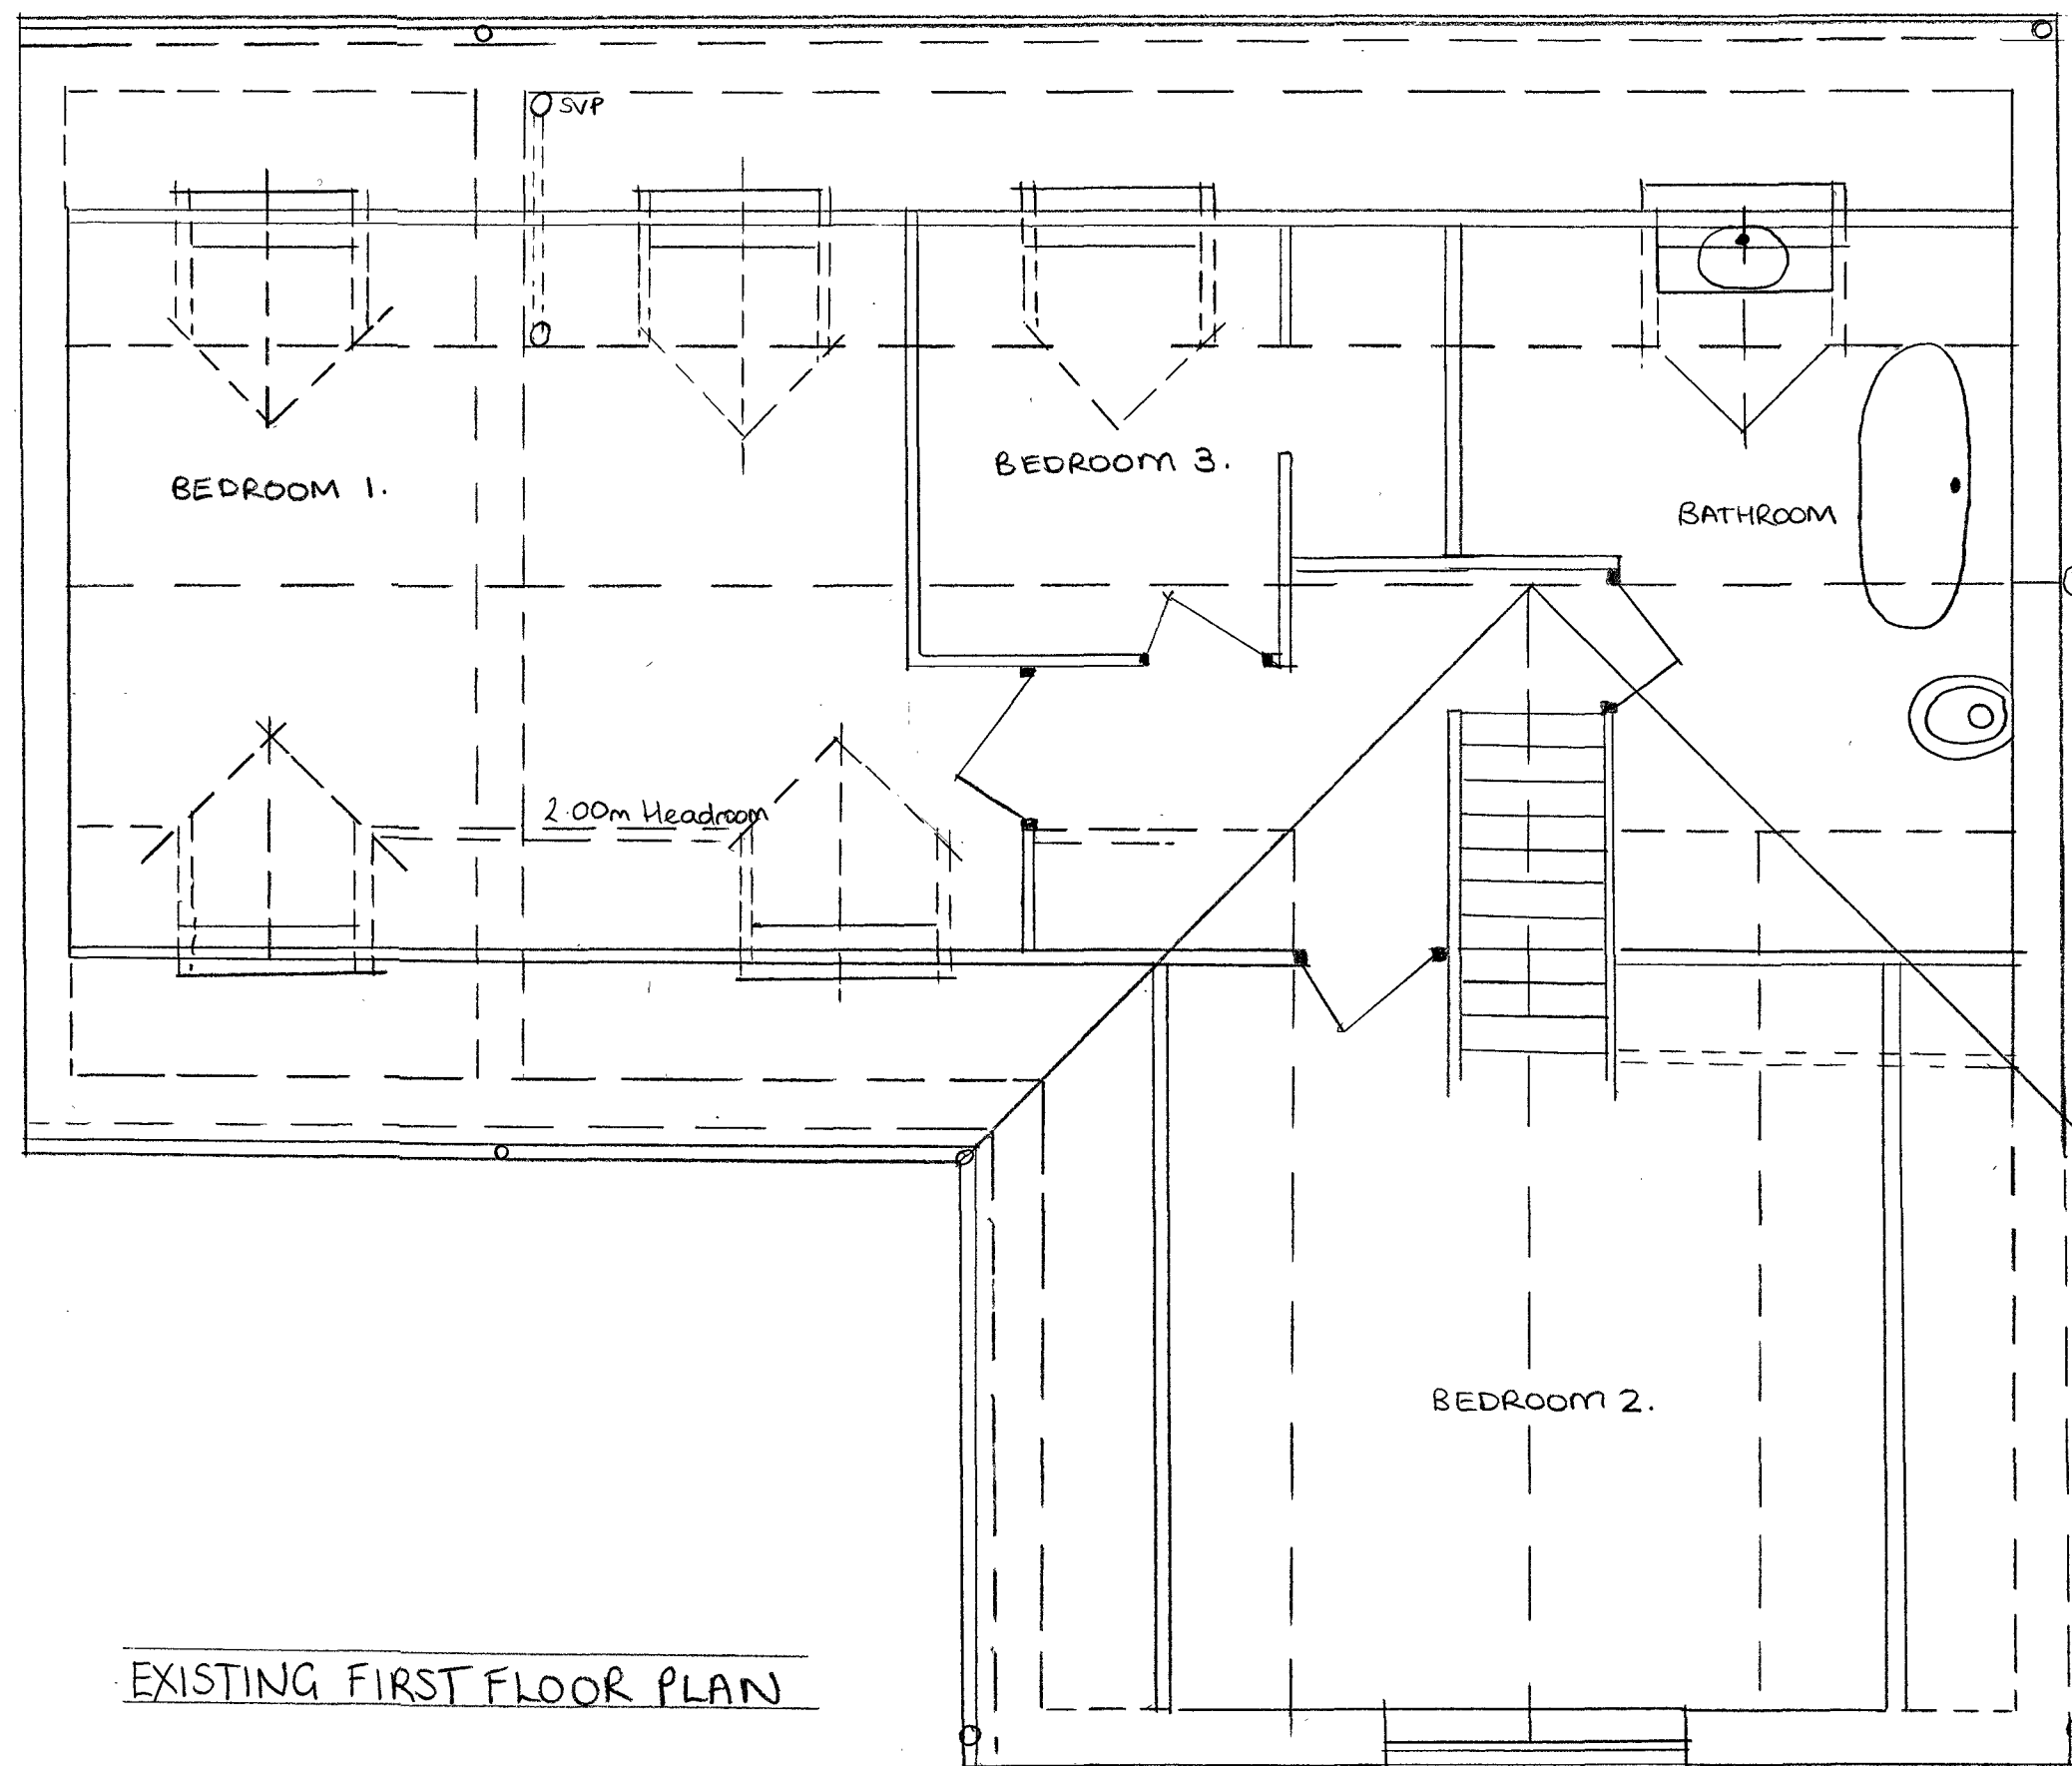 SVP
BEDROOM 3.
BEDROOM 1.
BATHROOM
2.00m Headroom
BEDROOM 2.
EXISTING FIRST FLOOR PLAN